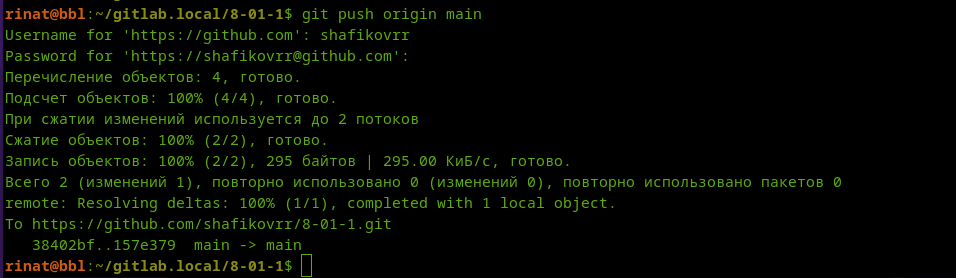 rinat@bbl:~/gitlab.local/8-01-1$ git push origin main
Username for 'https://github.com': shafikovrr
Password for 'https://shafikovrr@github.com':
Перечисление объектов: 4, готово.
Подсчет объектов: 100% (4/4), готово.
При сжатии изменений используется до 2 потоков
Сжатие объектов: 100% (2/2), готово.
Запись объектов: 100% (2/2), 295 байтов | 295.00 КиБ/с, готово.
Всего 2 (изменений 1), повторно использовано 0 (изменений 0), повторно использовано пакетов 0
remote: Resolving deltas: 100% (1/1), completed with 1 local object.
To https://github.com/shafikovrr/8-01-1.git
   38402bf..157e379  main -> main
rinat@bbl:~/gitlab.local/8-01-1$